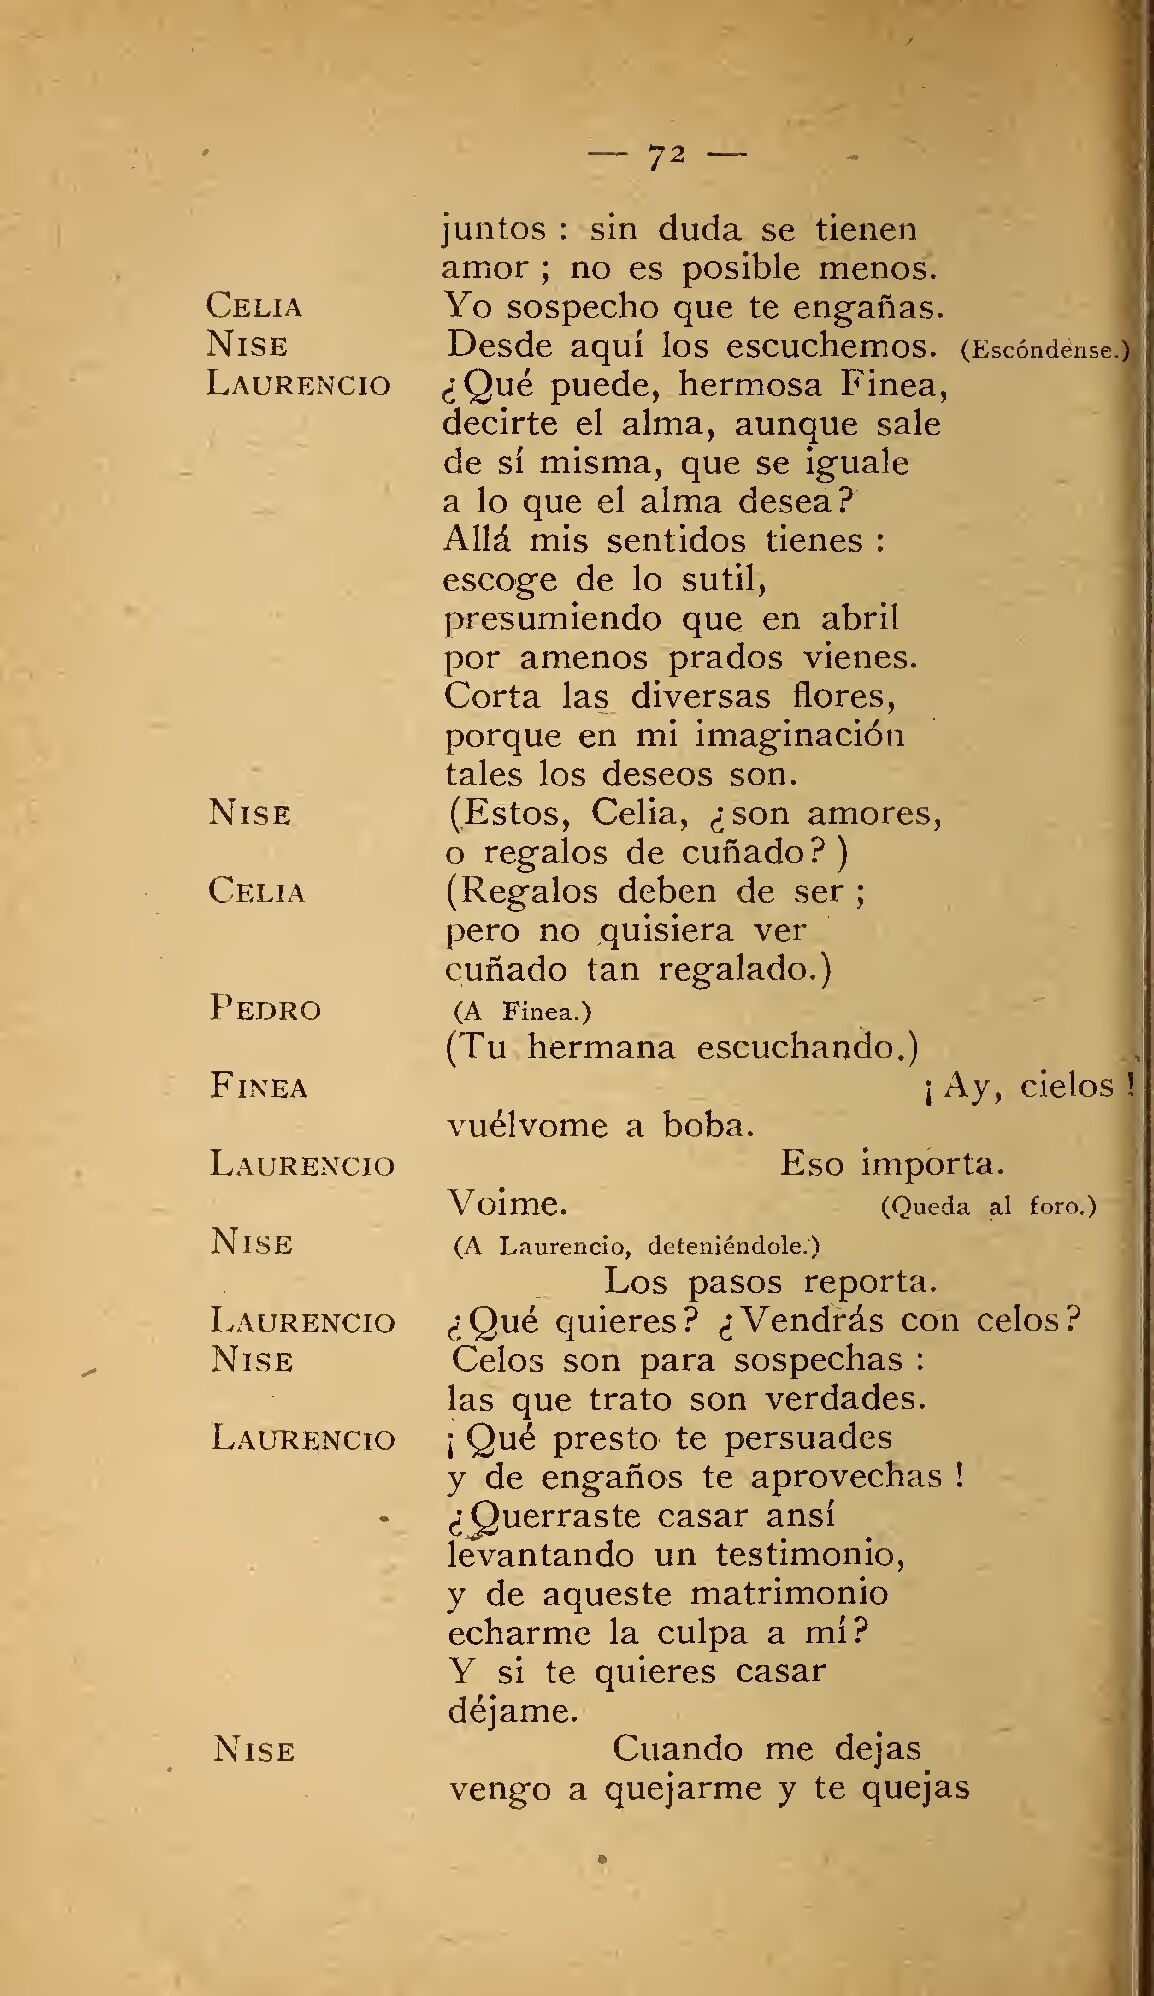 — 72 —
juntos : sin duda se tienen
amor ; no es posible menos.
CELIA Yo sospecho que te engañas.
NISE Desde aquí los escuchemos. (Escóndense.)
LAURENCIO ¿Qué puede, hermosa Finea,
decirte el alma, aunque sale
de sí misma, que se iguale
a lo que el alma desea?
Allá mis sentidos tienes :
escoge de lo sutil,
presumiendo que en abril
por amenos prados vienes.
Corta las diversas flores,
porque en mi imaginación
tales los deseos son.
NISE (Estos, Celia, ¿son amores,
o regalos de cuñado? )
CELIA (Regalos deben de ser ;
pero no quisiera ver
cuñado tan regalado.)
PEDRO (A Finea.)
(Tu hermana escuchando.)
FINEA ¡ Ay, cielos !
vuélvome a boba.
LAURENCIO Eso importa.
Voime. (Queda al foro.)
NISE (A Laurencio, deteniéndole.)
Los pasos reporta.
LAURENCIO ¿Qué quieres? ¿Vendrás con celos?
NISE Celos son para sospechas :
las que trato son verdades.
LAURENCIO ¡ Qué presto te persuades
y de engaños te aprovechas !
¿Querraste casar ansí
levantando un testimonio,
y de aqueste matrimonio
echarme la culpa a mí?
Y si te quieres casar
déjame.
NISE Cuando me dejas
vengo a quejarme y te quejas